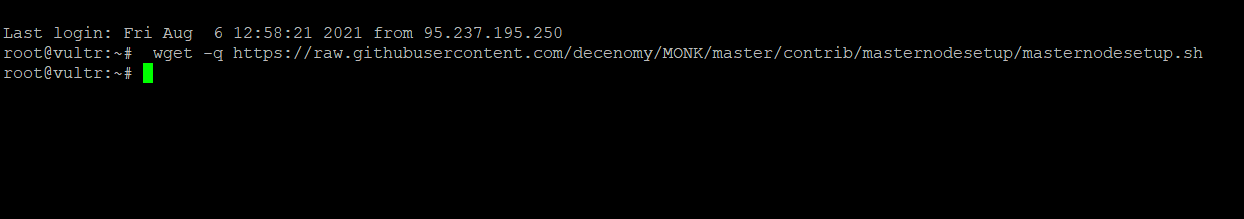 Last login: Fri Aug  6 12:58:21 2021 from 95.237.195.250
root@vultr:~#  wget -q https://raw.githubusercontent.com/decenomy/MONK/master/contrib/masternodesetup/masternodesetup.sh
root@vultr:~#